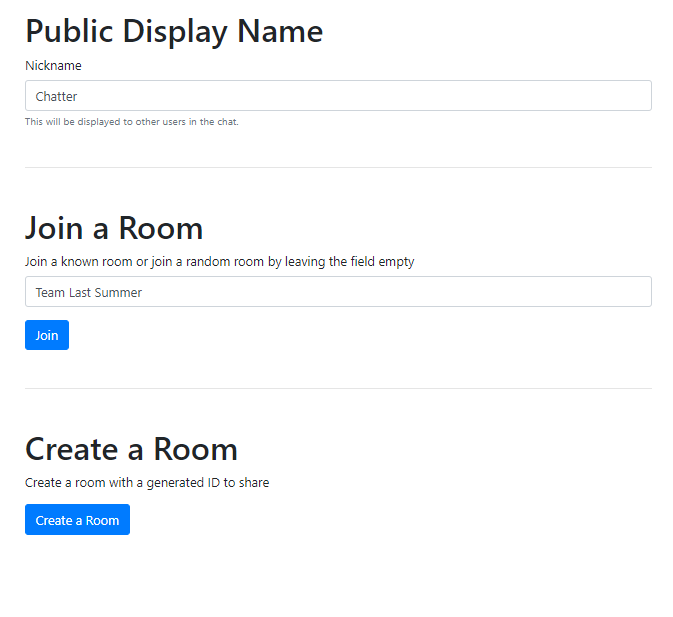 Public Display Name
Nickname
Chatter
This will be displayed to other users in the chat.
Join a Room
Join a known room or join a random room by leaving the field empty
Team Last Summer
Join
Create a Room
Create a room with a generated ID to share
Create a Room